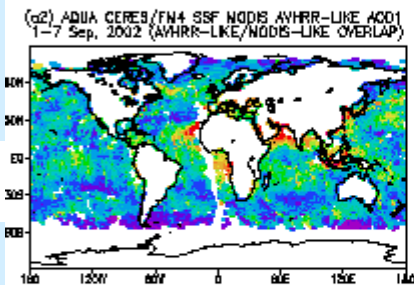 (a2) AQUA CERES/FM4 SSF MODIS AVHRR-LIKE AOD1
1-7 Sep, 2002 (AVHRR-LIKE/MODIS-LIKE OVERLAP)
60N
30N
EQ
30S
60S
180 120W 60W 0 60E 120E 180